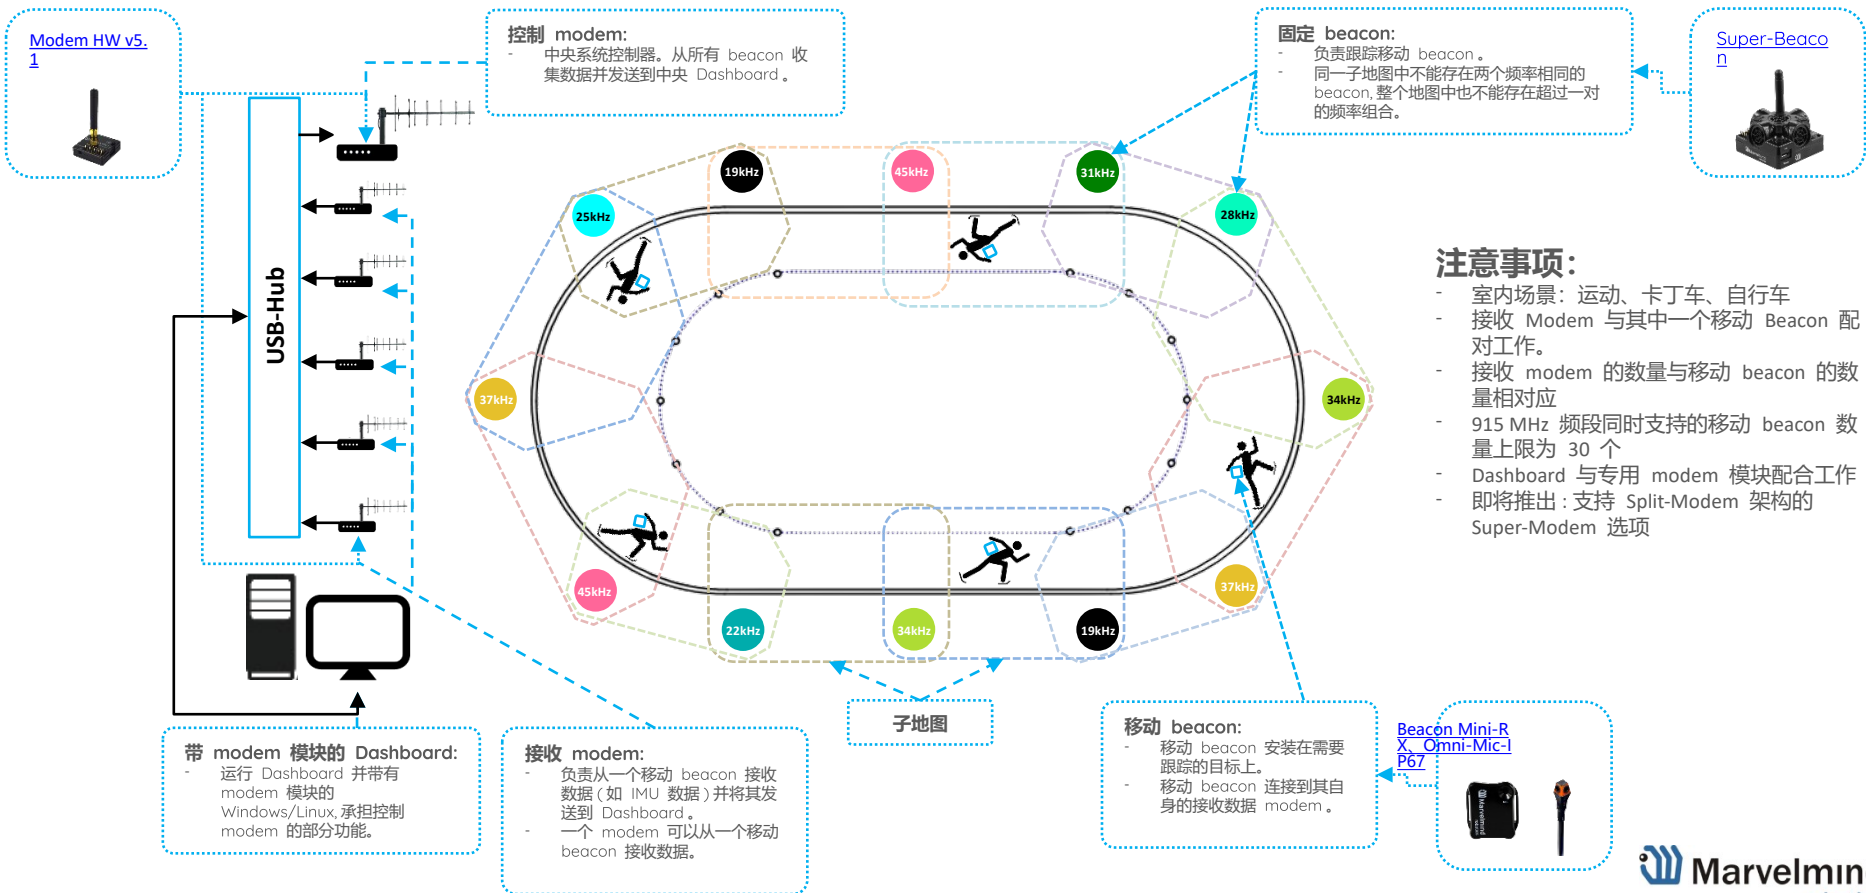 Modem HW v5.
1
控制 modem:
- 中央系统控制器。从所有 beacon 收
集数据并发送到中央 Dashboard。
固定 beacon:
- 负责跟踪移动 beacon。
- 同一子地图中不能存在两个频率相同的
beacon,整个地图中也不能存在超过一对
的频率组合。
Super-Beaco
n
USB-Hub
19kHz
45kHz
31kHz
25kHz
28kHz
37kHz
34kHz
45kHz
37kHz
22kHz
34kHz
19kHz
子地图
注意事项：
- 室内场景：运动、卡丁车、自行车
- 接收 Modem 与其中一个移动 Beacon 配
对工作。
- 接收 modem 的数量与移动 beacon 的数
量相对应
- 915 MHz 频段同时支持的移动 beacon 数
量上限为 30 个
- Dashboard 与专用 modem 模块配合工作
- 即将推出：支持 Split-Modem 架构的
Super-Modem 选项
带 modem 模块的 Dashboard:
- 运行 Dashboard 并带有
modem 模块的
Windows/Linux,承担控制
modem 的部分功能。
接收 modem:
- 负责从一个移动 beacon 接收
数据(如 IMU 数据)并将其发
送到 Dashboard。
- 一个 modem 可以从一个移动
beacon 接收数据。
移动 beacon:
- 移动 beacon 安装在需要
跟踪的目标上。
- 移动 beacon 连接到其自
身的接收数据 modem。
Beacon Mini-R
X、Omni-Mic-I
P67
Marvelmind
Marvelmin